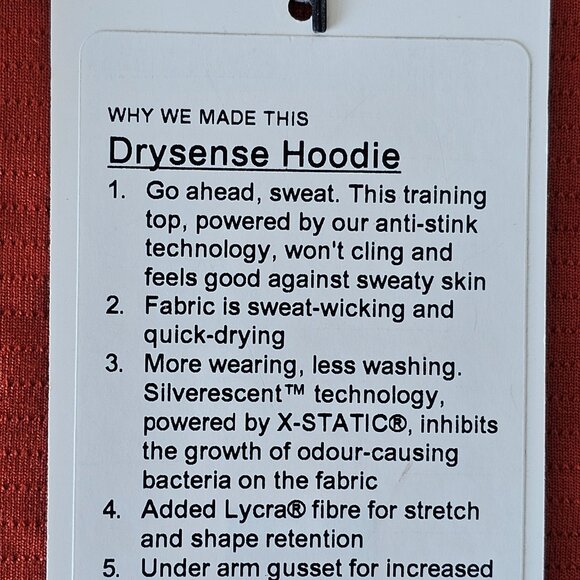 WHY WE MADE THIS
Drysense Hoodie
1. Go ahead, sweat. This training
top, powered by our anti-stink
technology, won't cling and
feels good against sweaty skin
2. Fabric is sweat-wicking and
quick-drying
3. More wearing, less washing.
Silverescent™ technology,
powered by X-STATIC®, inhibits
the growth of odour-causing
bacteria on the fabric
4. Added Lycra® fibre for stretch
and shape retention
5. Under arm gusset for increased